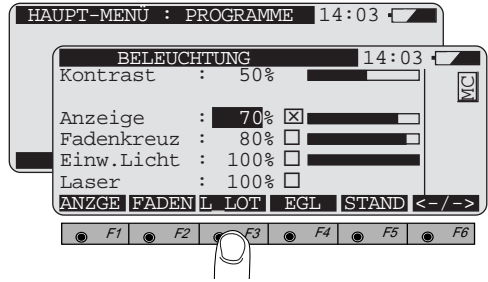 HAUPT-MENÜ : PROGRAMME 14:03
BELEUCHTUNG 14:03
Kontrast : 50%
MC
Anzeige : 70%
Fadenkreuz : 80%
Einw.Licht : 100%
Laser : 100%
ANZGE FADEN L_LOT EGL STAND <-/->
F1 F2 F3 F4 F5 F6